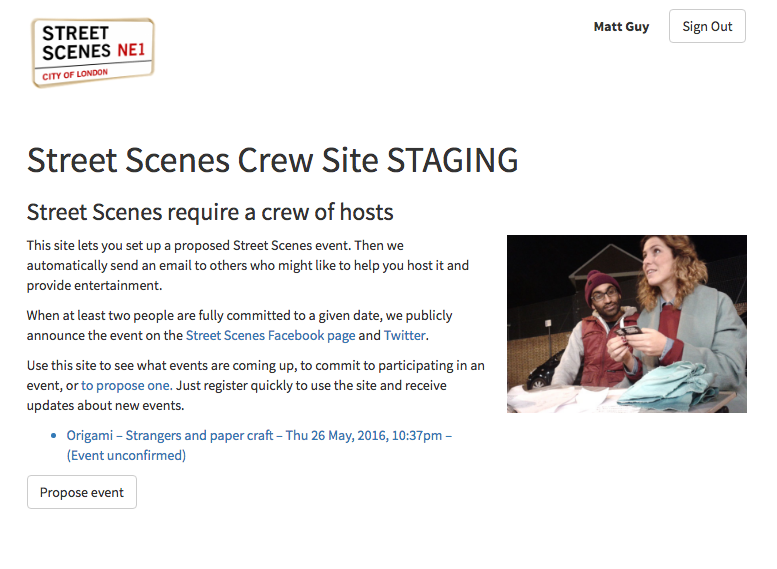 STREET
SCENES NE1
CITY OF LONDON
Matt Guy
Sign Out
Street Scenes Crew Site STAGING
Street Scenes require a crew of hosts
This site lets you set up a proposed Street Scenes event. Then we
automatically send an email to others who might like to help you host it and
provide entertainment.
When at least two people are fully committed to a given date, we publicly
announce the event on the Street Scenes Facebook page and Twitter.
Use this site to see what events are coming up, to commit to participating in an
event, or to propose one. Just register quickly to use the site and receive
updates about new events.
• Origami – Strangers and paper craft – Thu 26 May, 2016, 10:37pm –
(Event unconfirmed)
Propose event